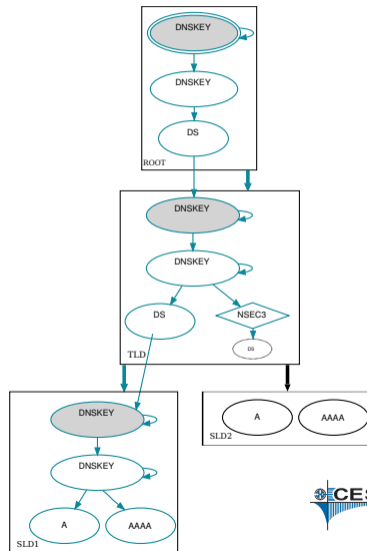 DNSKEY
DNSKEY
DS
ROOT
DNSKEY
DNSKEY
DS
NSEC3
DS
TLD
DNSKEY
DNSKEY
A
AAAA
SLD1
A
AAAA
SLD2
CES